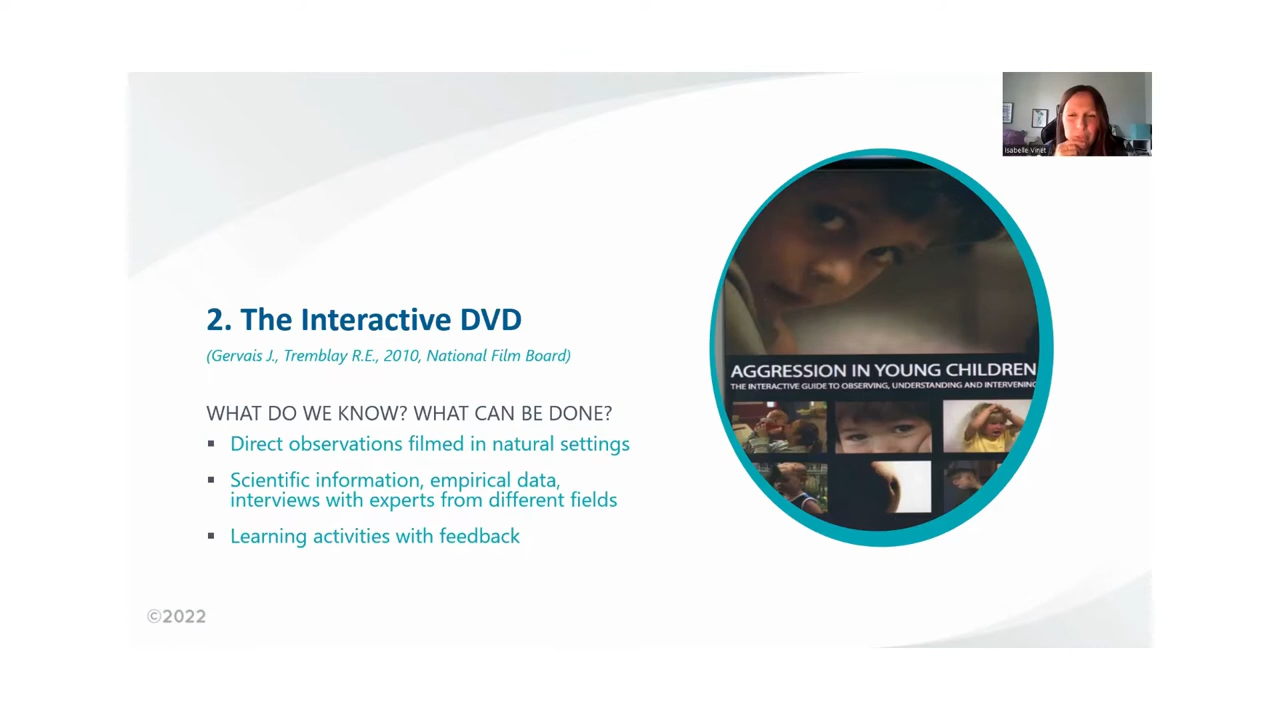 Isabelle Vinet
2. The Interactive DVD
(Gervais J., Tremblay R.E., 2010, National Film Board)
WHAT DO WE KNOW? WHAT CAN BE DONE?
▪ Direct observations filmed in natural settings
▪ Scientific information, empirical data,
interviews with experts from different fields
▪ Learning activities with feedback
AGGRESSION IN YOUNG CHILDREN
THE INTERACTIVE GUIDE TO OBSERVING, UNDERSTANDING AND INTERVENING
©2022